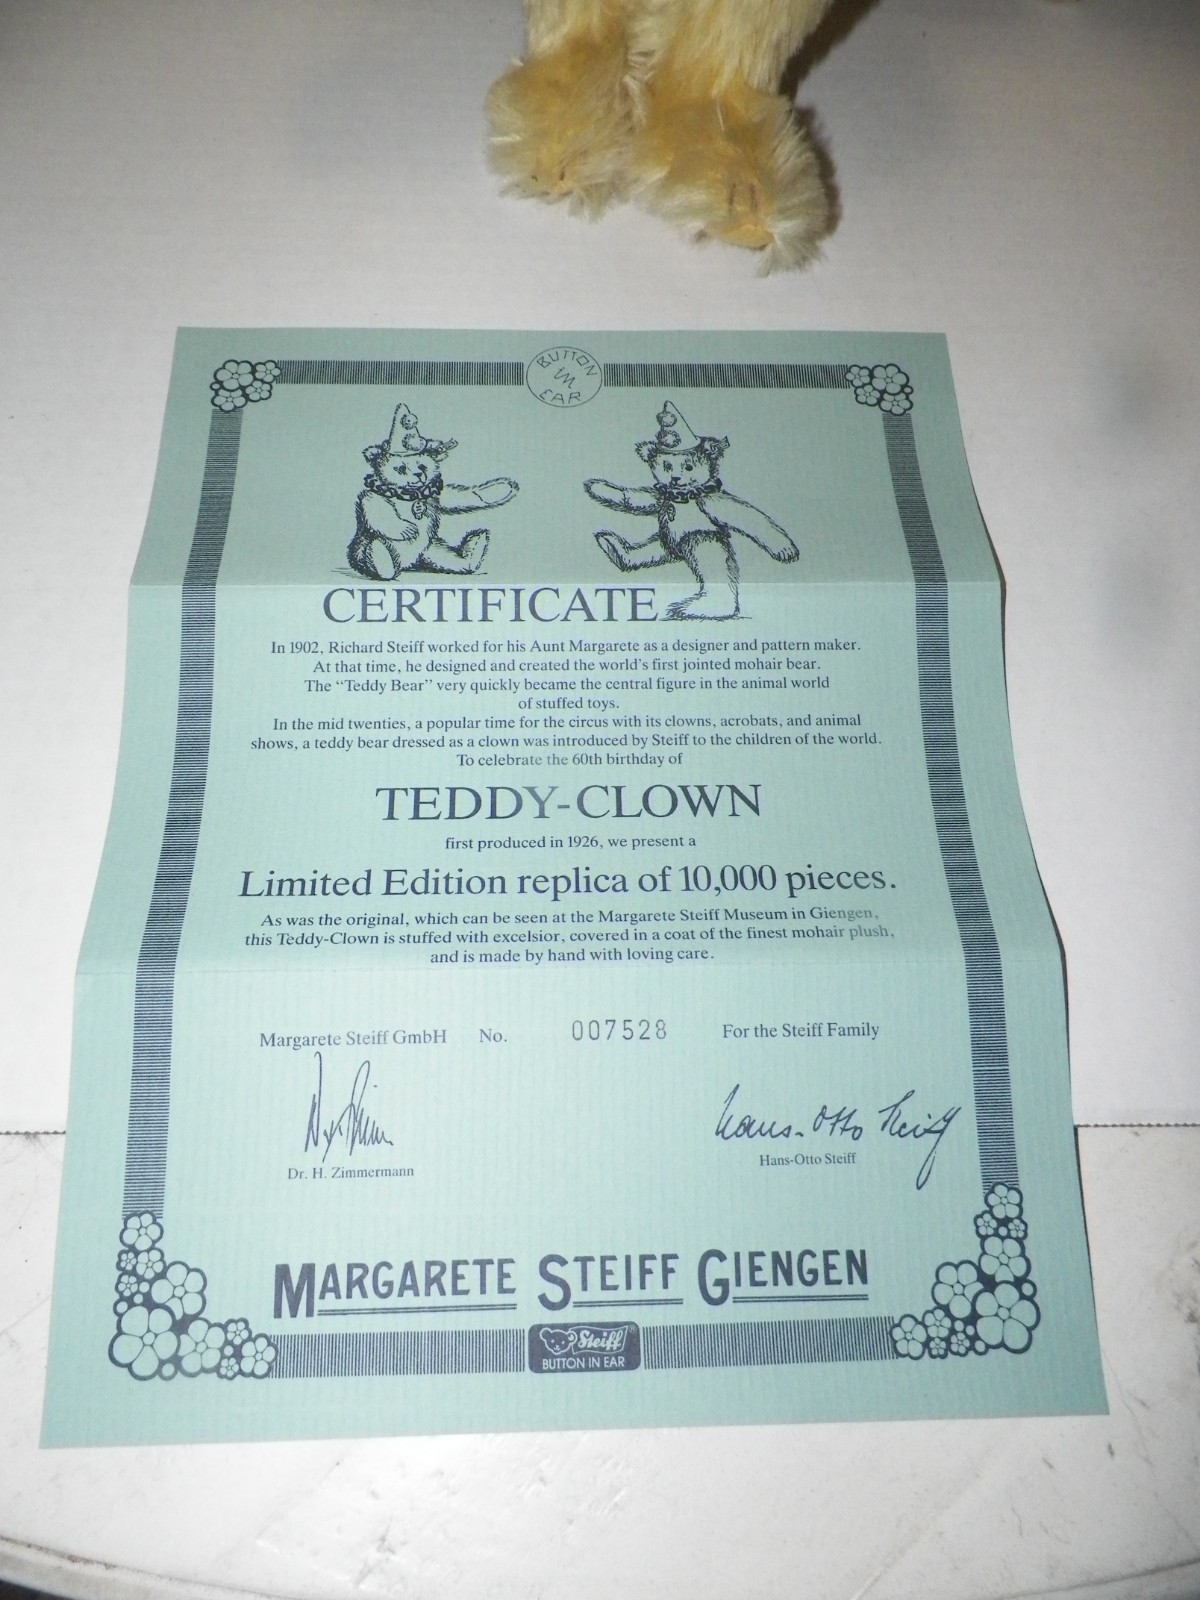 BUTTON
IN
EAR
CERTIFICATE
In 1902, Richard Steiff worked for his Aunt Margarete as a designer and pattern maker.
At that time, he designed and created the world's first jointed mohair bear.
The "Teddy Bear" very quickly became the central figure in the animal world
of stuffed toys.
In the mid twenties, a popular time for the circus with its clowns, acrobats, and animal
shows, a teddy bear dressed as a clown was introduced by Steiff to the children of the world.
To celebrate the 60th birthday of
TEDDY-CLOWN
first produced in 1926, we present a
Limited Edition replica of 10,000 pieces.
As was the original, which can be seen at the Margarete Steiff Museum in Giengen,
this Teddy-Clown is stuffed with excelsior, covered in a coat of the finest mohair plush,
and is made by hand with loving care.
Margarete Steiff GmbH No. 007528 For the Steiff Family
Hans-Otto Steiff
Dr. H. Zimmermann Hans-Otto Steiff
MARGARETE STEIFF GIENGEN
Steiff®
BUTTON IN EAR